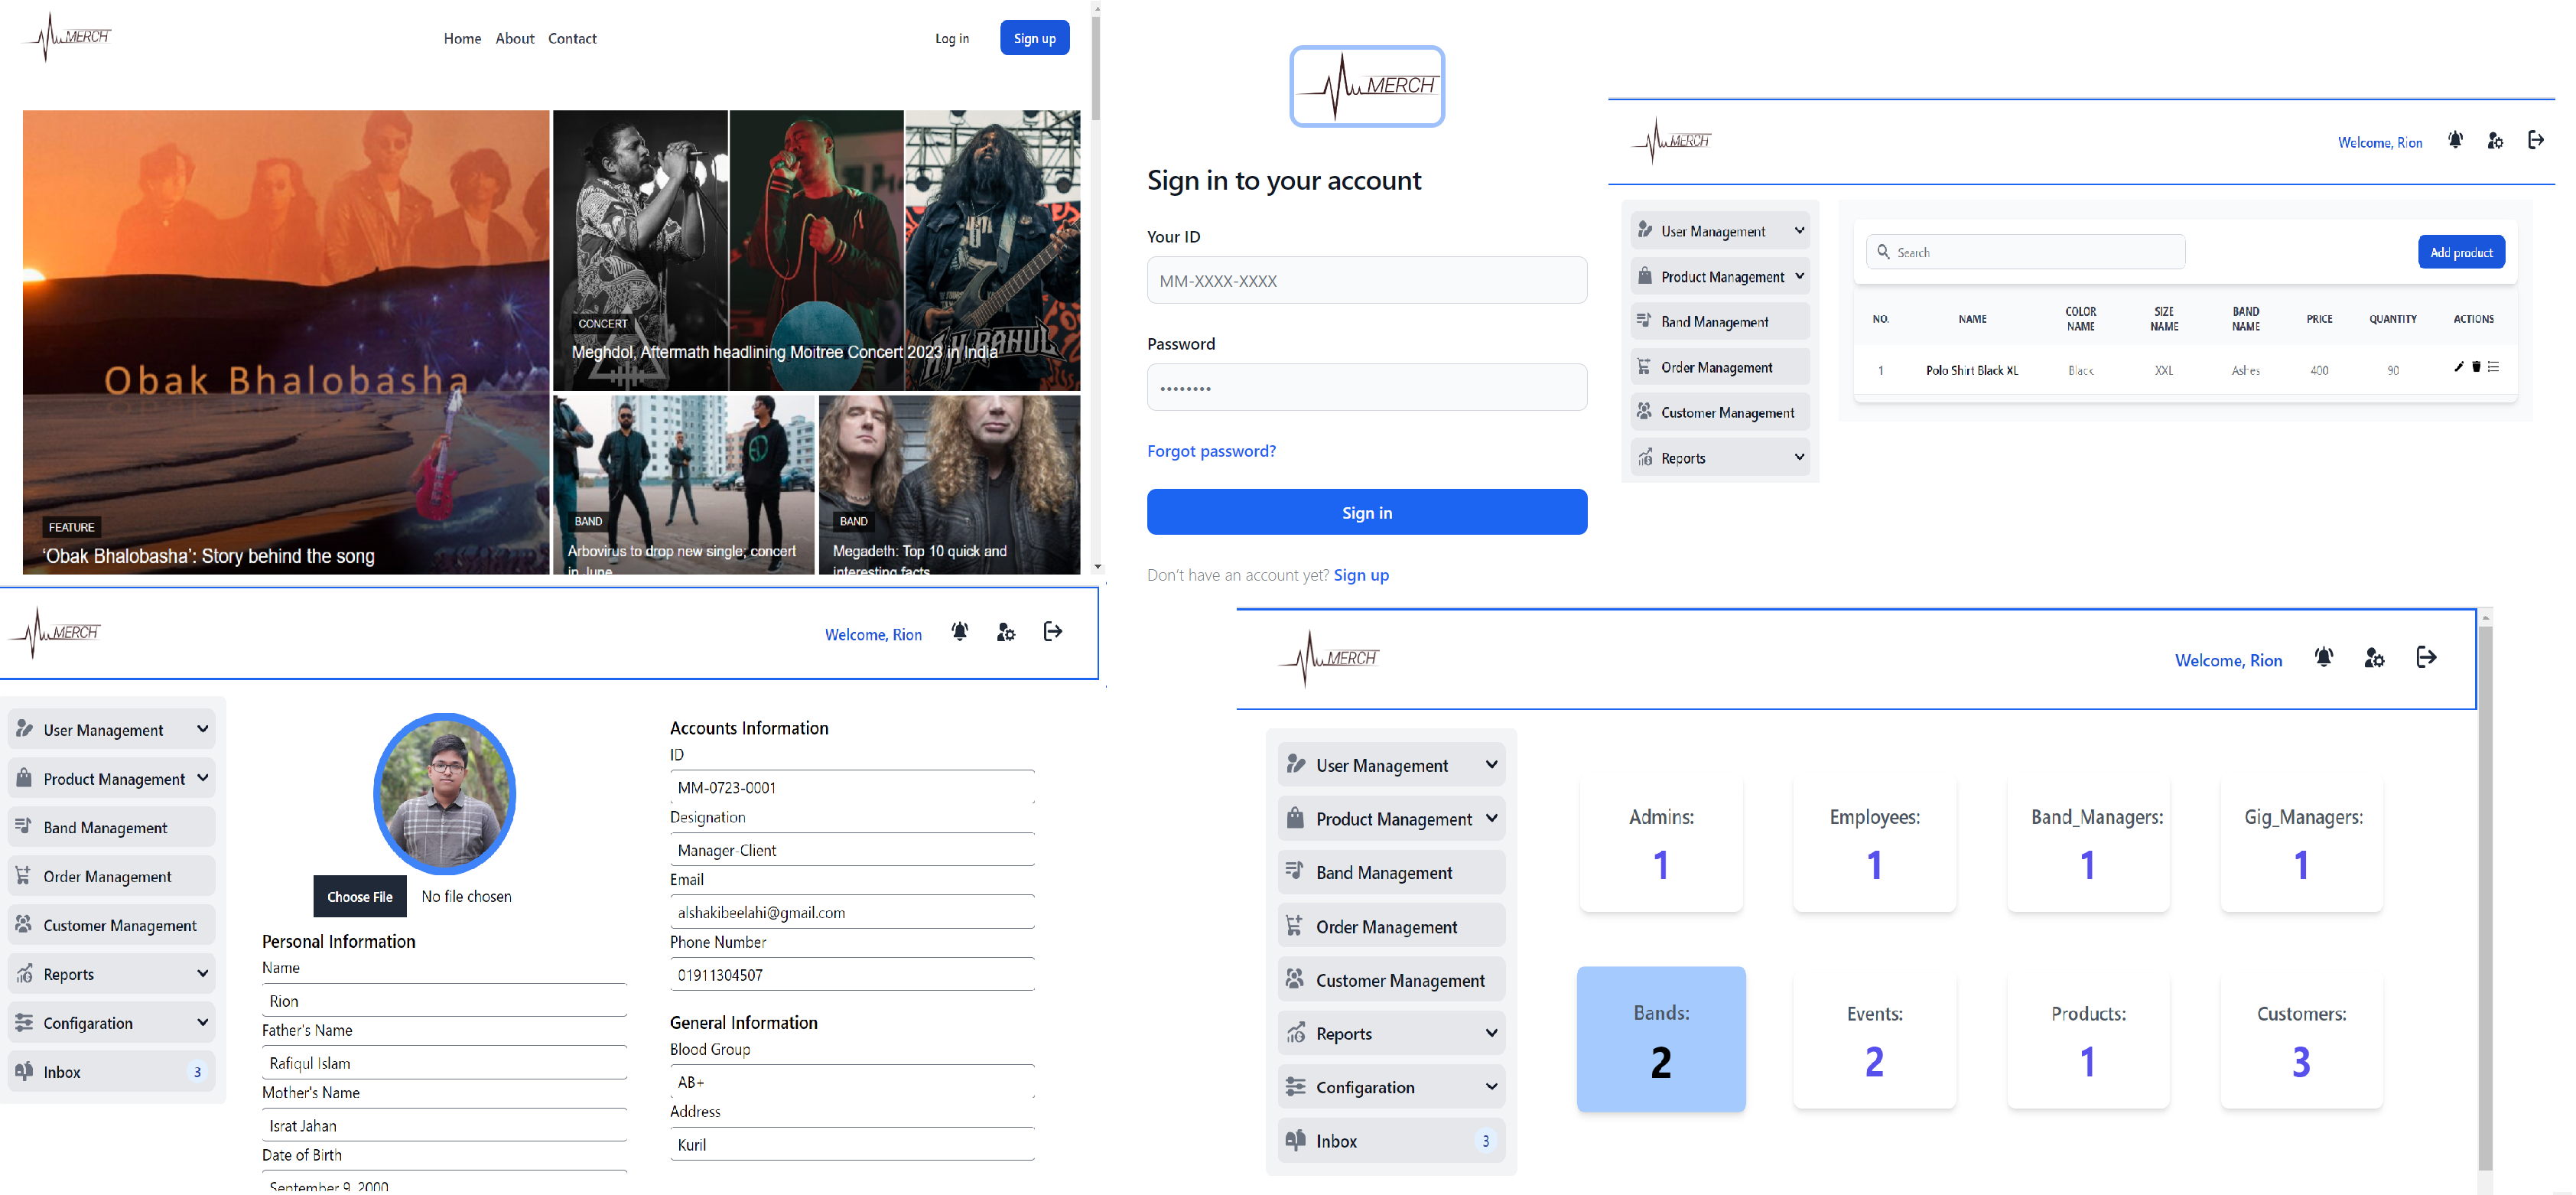 MERCH
Home About Contact
Log in
Sign up
Obak Bhalobasha
FEATURE
‘Obak Bhalobasha’: Story behind the song
CONCERT
Meghdol, Aftermath headlining Moitree Concert 2023 in India
AK RAHUL
BAND
Arbovirus to drop new single; concert
in June
BAND
Megadeth: Top 10 quick and
interesting facts
MERCH
Sign in to your account
Your ID
MM-XXXX-XXXX
Password
••••••••
Forgot password?
Sign in
Don’t have an account yet? Sign up
MERCH
Welcome, Rion
User Management
Product Management
Band Management
Order Management
Customer Management
Reports
Search
Add product
NO. NAME COLOR NAME SIZE NAME BAND NAME PRICE QUANTITY ACTIONS
1 Polo Shirt Black XL Black XXL Ashes 400 90
MERCH
Welcome, Rion
User Management
Product Management
Band Management
Order Management
Customer Management
Reports
Configaration
Inbox 3
Choose File No file chosen
Personal Information
Name
Rion
Father's Name
Rafiqul Islam
Mother's Name
Israt Jahan
Date of Birth
September 9, 2000
Accounts Information
ID
MM-0723-0001
Designation
Manager-Client
Email
alshakibeelahi@gmail.com
Phone Number
01911304507
General Information
Blood Group
AB+
Address
Kuril
MERCH
Welcome, Rion
User Management
Product Management
Band Management
Order Management
Customer Management
Reports
Configaration
Inbox 3
Admins:
1
Employees:
1
Band_Managers:
1
Gig_Managers:
1
Bands:
2
Events:
2
Products:
1
Customers:
3